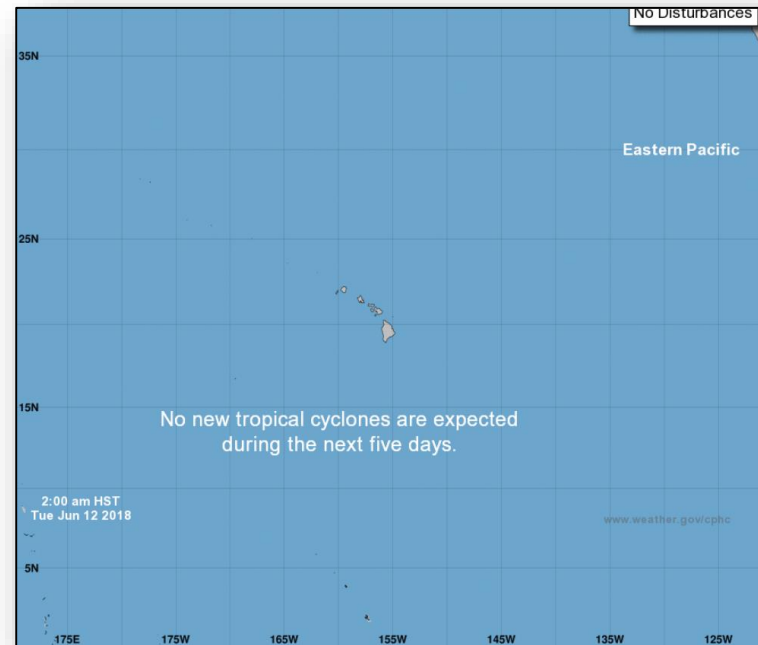 No Disturbances
35N
Eastern Pacific
25N
15N
No new tropical cyclones are expected
during the next five days.
2:00 am HST
Tue Jun 12 2018
www.weather.gov/cphc
5N
175E 175W 165W 155W 145W 135W 125W